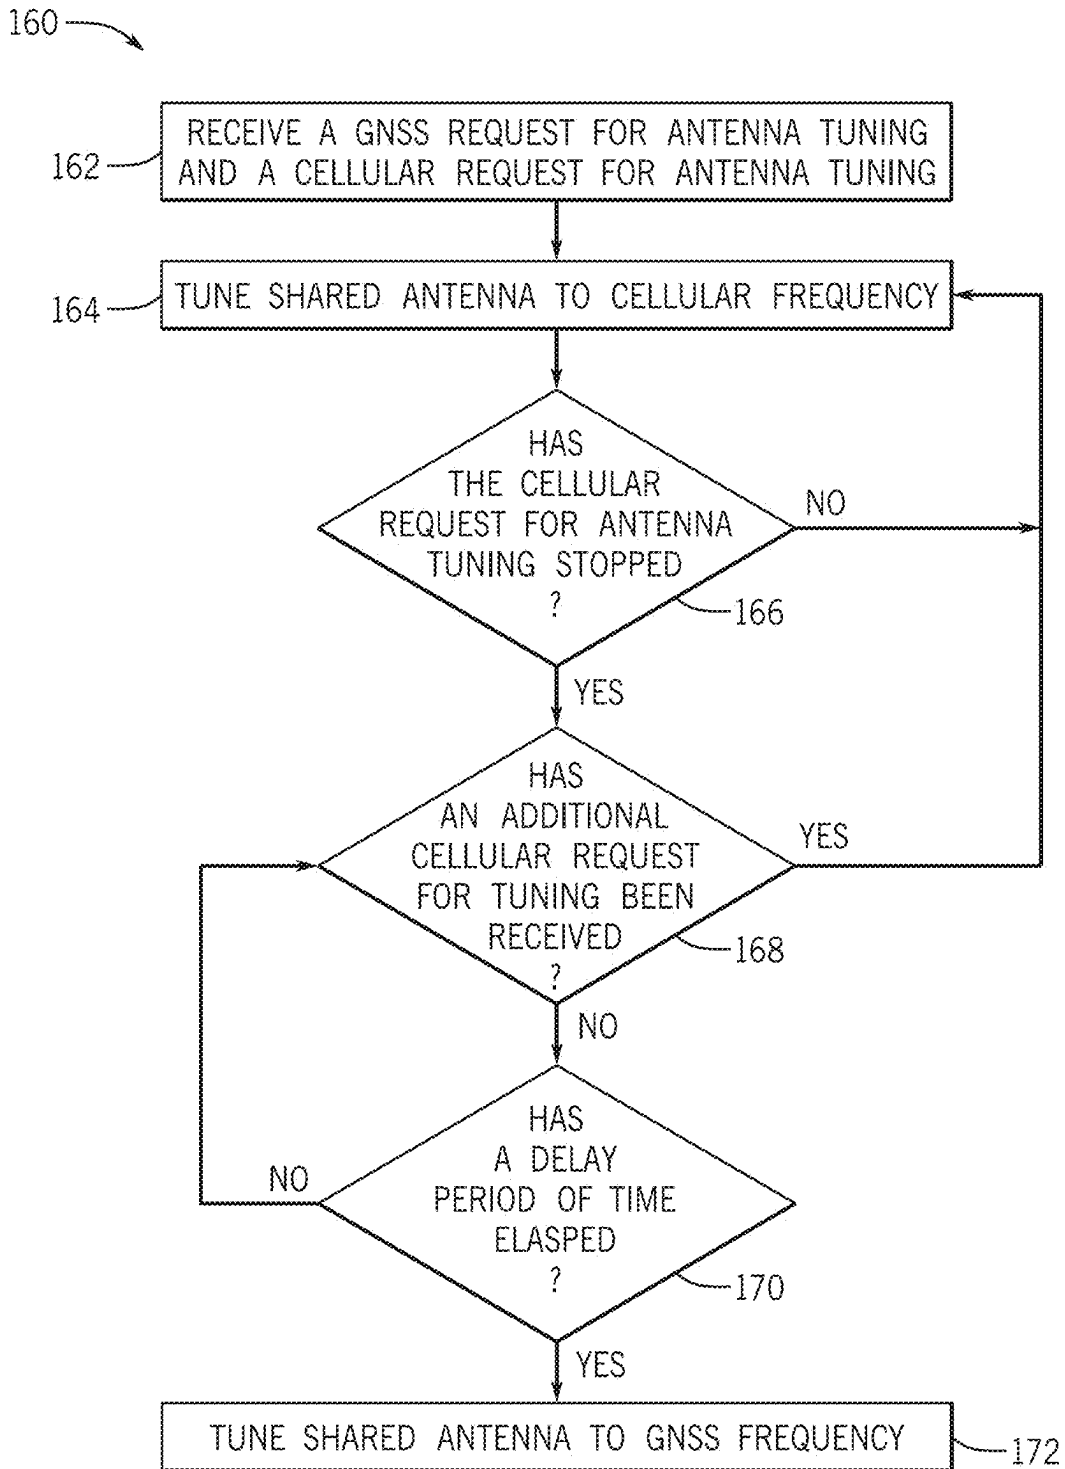 160
RECEIVE A GNSS REQUEST FOR ANTENNA TUNING
AND A CELLULAR REQUEST FOR ANTENNA TUNING
162
TUNE SHARED ANTENNA TO CELLULAR FREQUENCY
164
HAS
THE CELLULAR
REQUEST FOR ANTENNA
TUNING STOPPED
?
NO
166
YES
HAS
AN ADDITIONAL
CELLULAR REQUEST
FOR TUNING BEEN
RECEIVED
?
YES
168
NO
HAS
A DELAY
PERIOD OF TIME
ELASPED
?
NO
170
YES
TUNE SHARED ANTENNA TO GNSS FREQUENCY
172